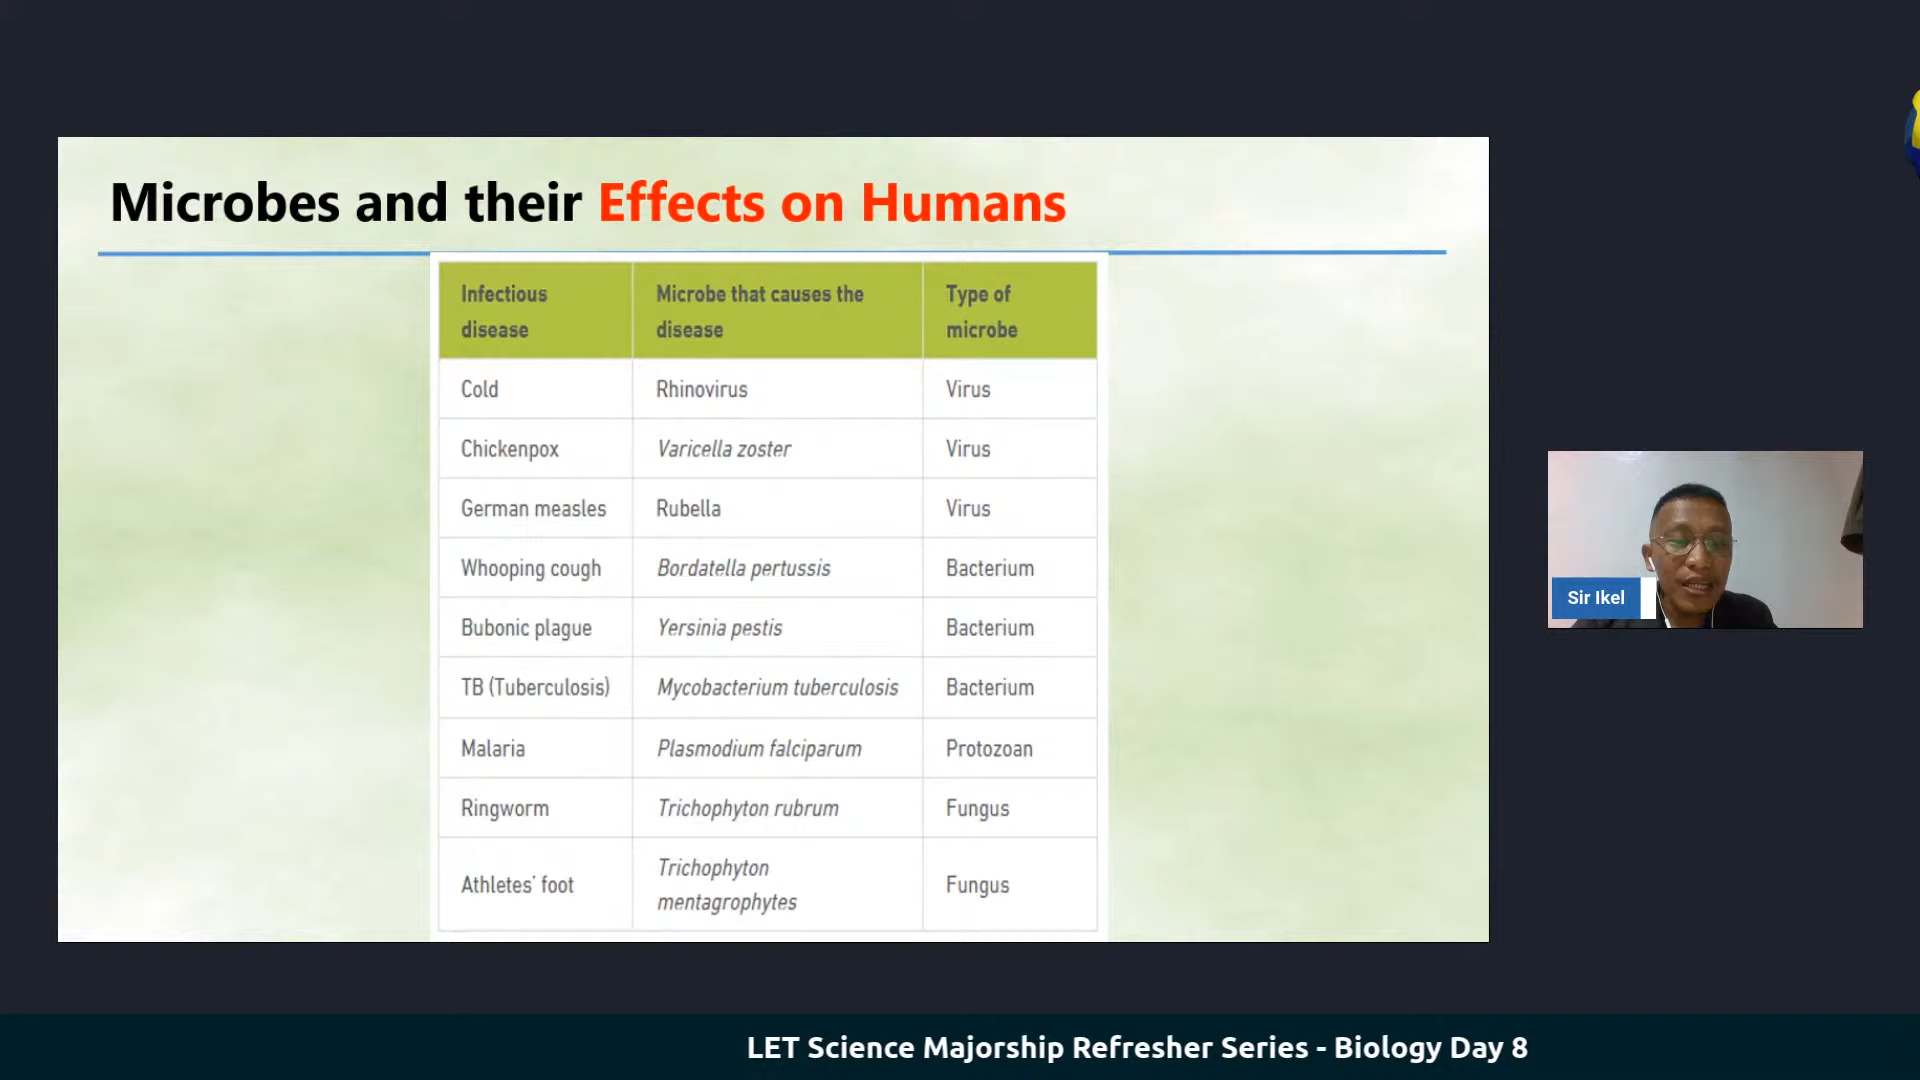 Microbes and their Effects on Humans
Infectious disease
Microbe that causes the disease
Type of microbe
Cold
Rhinovirus
Virus
Chickenpox
Varicella zoster
Virus
German measles
Rubella
Virus
Whooping cough
Bordatella pertussis
Bacterium
Bubonic plague
Yersinia pestis
Bacterium
TB (Tuberculosis)
Mycobacterium tuberculosis
Bacterium
Malaria
Plasmodium falciparum
Protozoan
Ringworm
Trichophyton rubrum
Fungus
Athletes' foot
Trichophyton
mentagrophytes
Fungus
Sir Ikel
LET Science Majorship Refresher Series - Biology Day 8